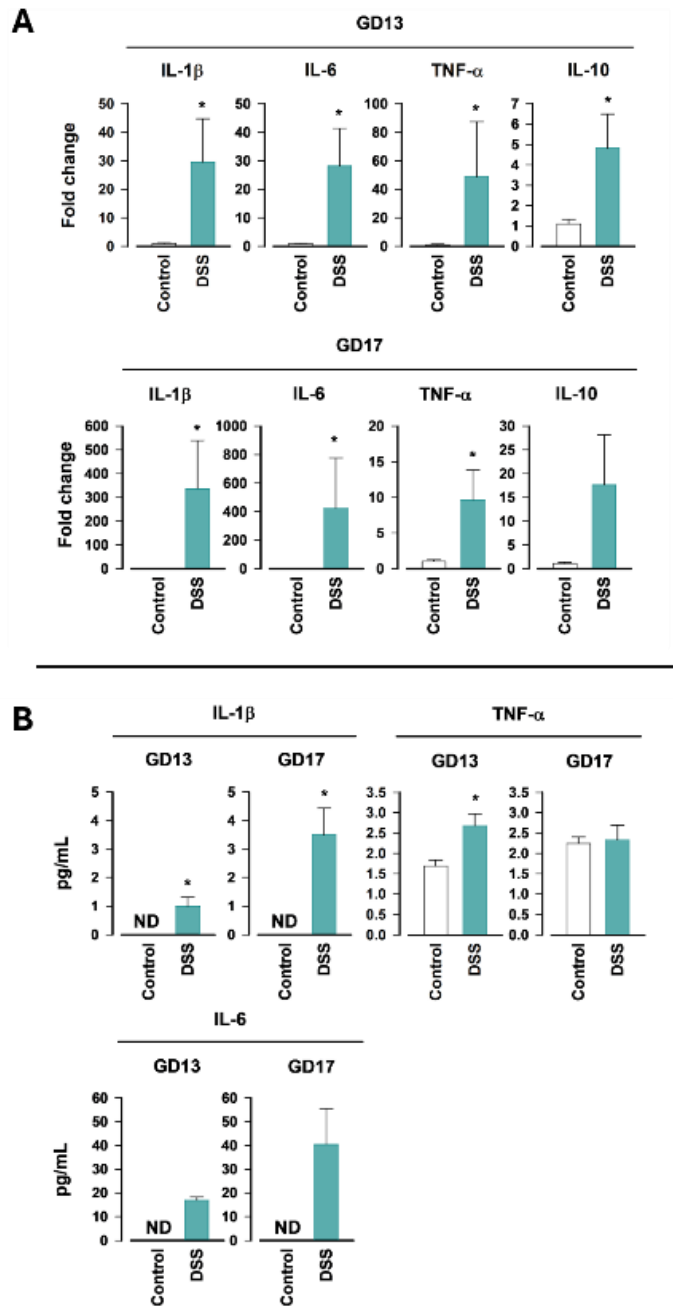 A
GD13
IL-1β IL-6 TNF-α IL-10
Fold change
50 40 30 20 10 0
*
Control DSS
50 40 30 20 10 0
*
Control DSS
100 80 60 40 20 0
*
Control DSS
7 6 5 4 3 2 1 0
*
Control DSS
GD17
IL-1β IL-6 TNF-α IL-10
Fold change
600 500 400 300 200 100 0
*
Control DSS
1000 800 600 400 200 0
*
Control DSS
20 15 10 5 0
*
Control DSS
30 25 20 15 10 5 0
Control DSS
B
IL-1β TNF-α
GD13 GD17 GD13 GD17
pg/mL
5 4 3 2 1 0
ND *
Control DSS
5 4 3 2 1 0
ND *
Control DSS
3.5 3.0 2.5 2.0 1.5 1.0 0.5 0.0
*
Control DSS
3.5 3.0 2.5 2.0 1.5 1.0 0.5 0.0
Control DSS
IL-6
GD13 GD17
pg/mL
60 50 40 30 20 10 0
ND
Control DSS
60 50 40 30 20 10 0
ND
Control DSS